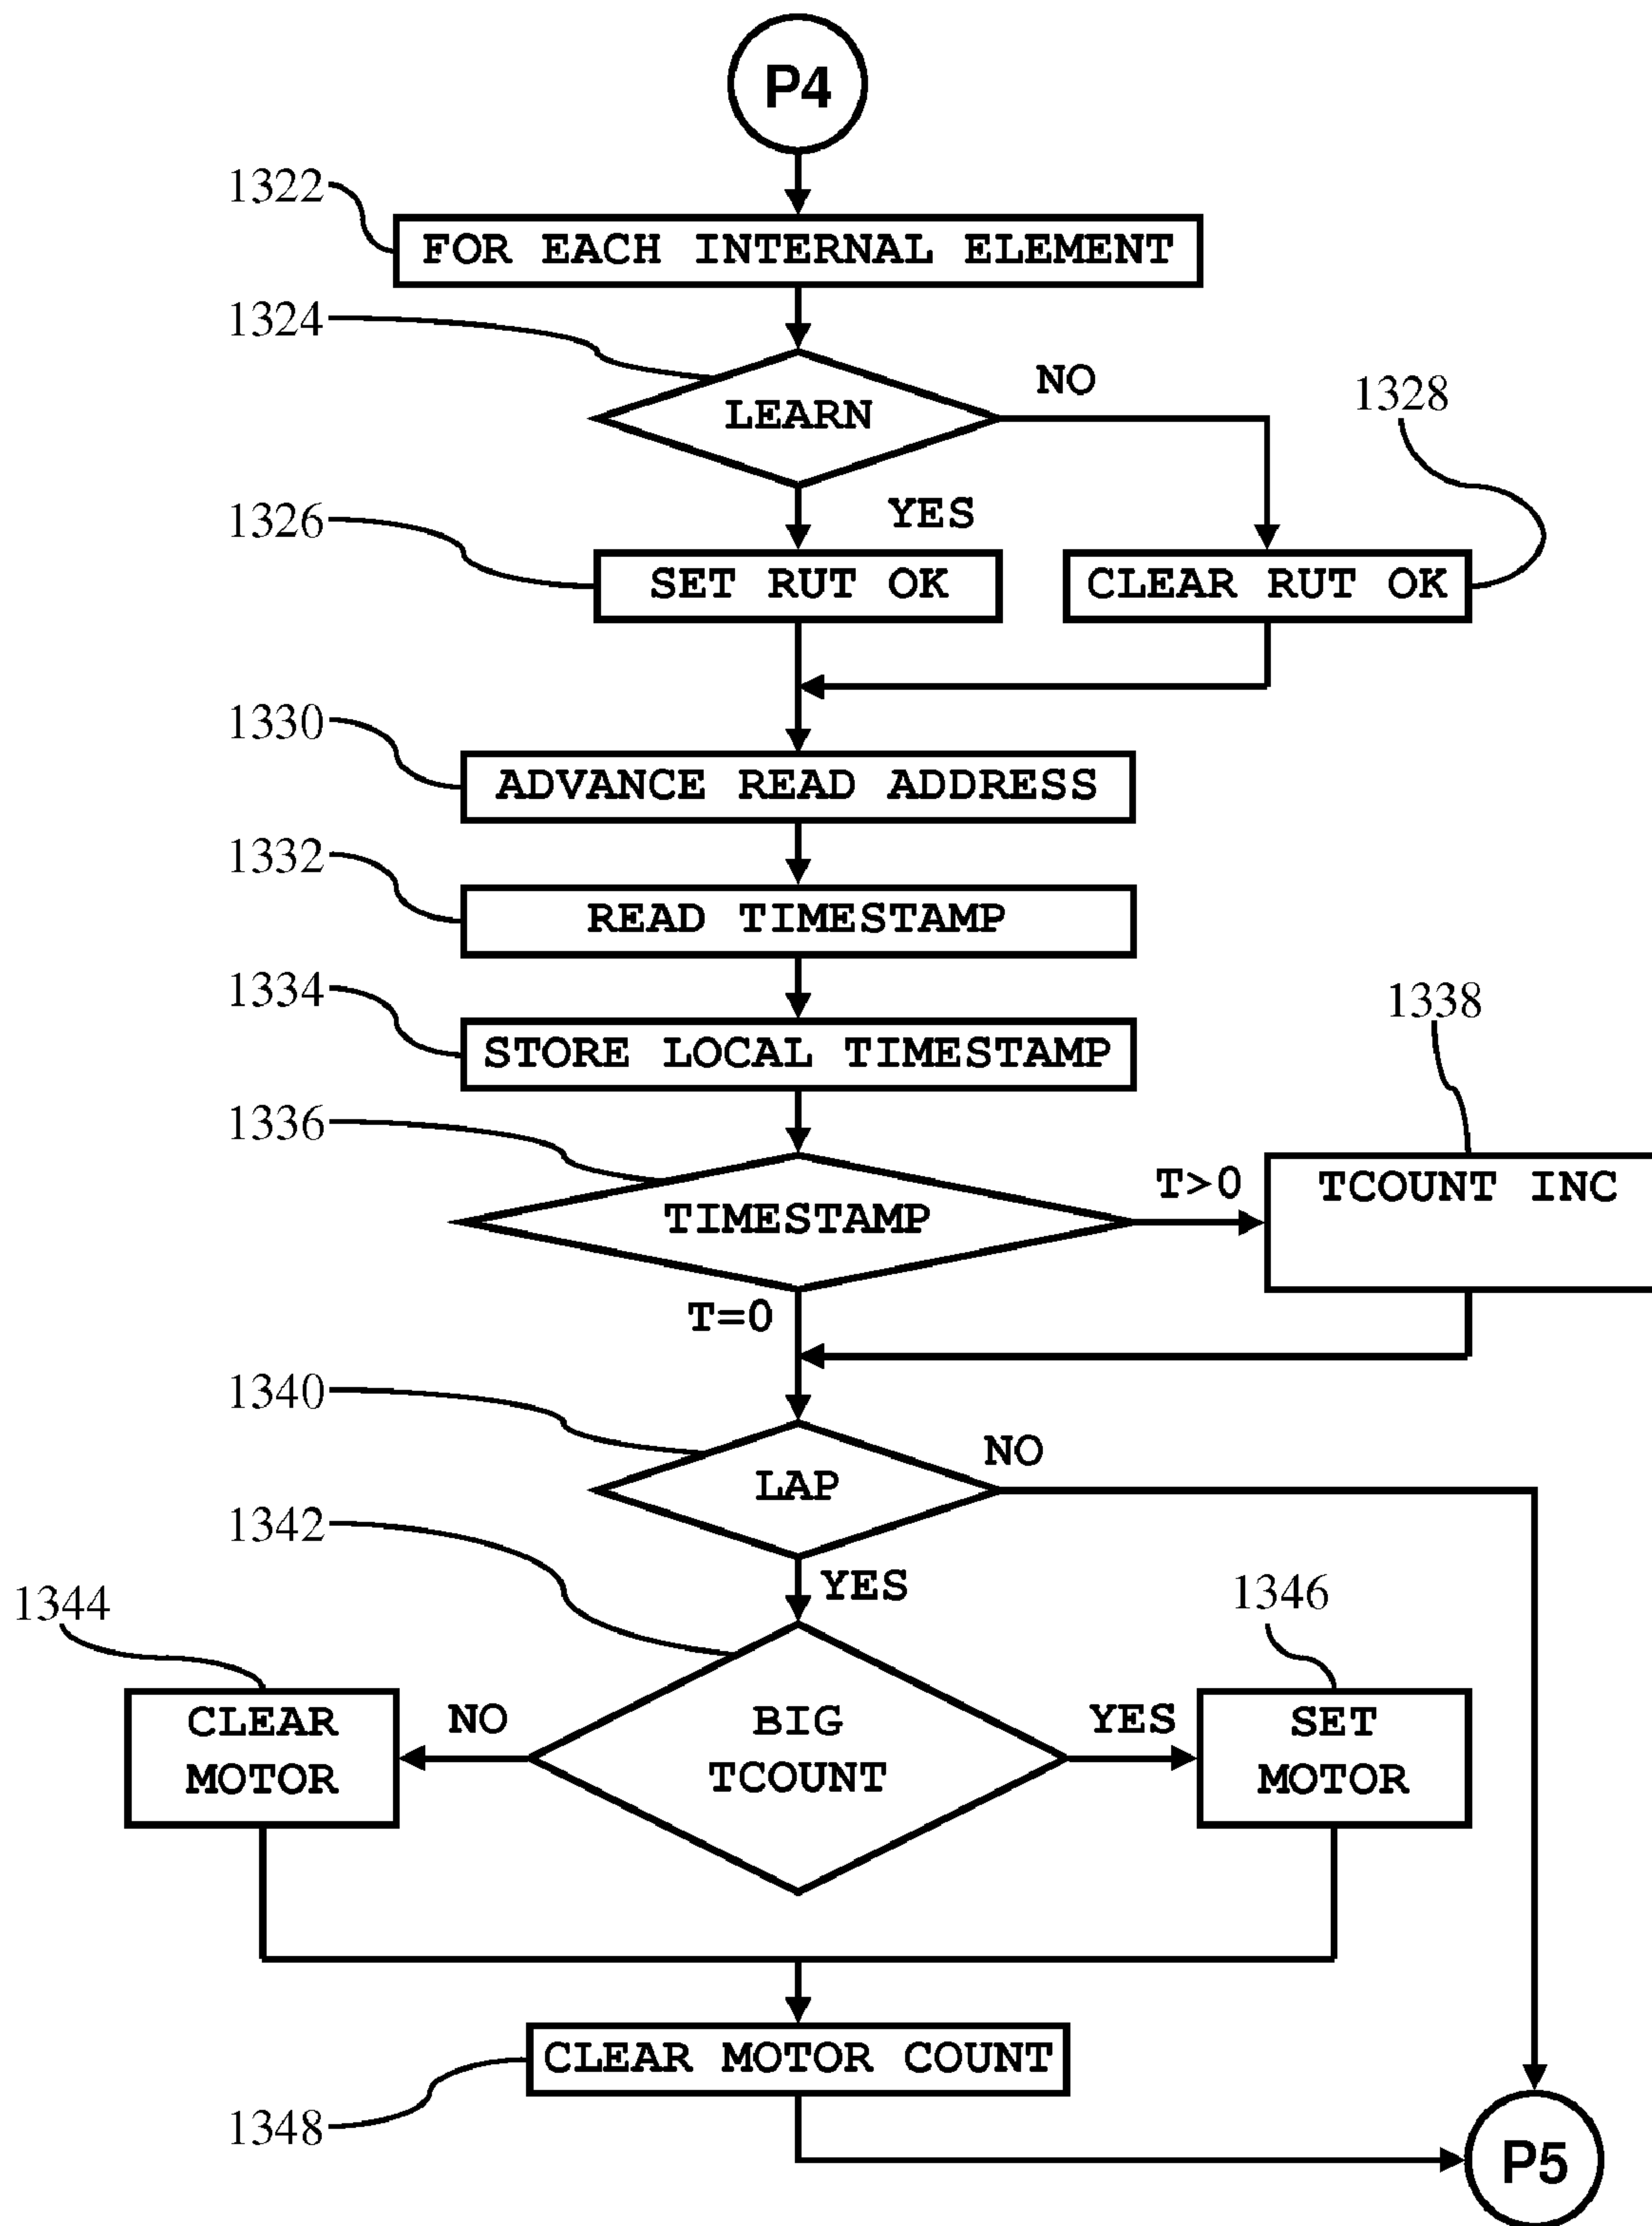 P4
1322
FOR EACH INTERNAL ELEMENT
1324
LEARN
NO
1328
YES
1326
SET RUT OK
CLEAR RUT OK
1330
ADVANCE READ ADDRESS
1332
READ TIMESTAMP
1334
STORE LOCAL TIMESTAMP
1338
1336
TIMESTAMP
T>0
TCOUNT INC
T=0
1340
LAP
NO
1342
YES
1344
1346
CLEAR
MOTOR
NO
BIG
TCOUNT
YES
SET
MOTOR
CLEAR MOTOR COUNT
1348
P5